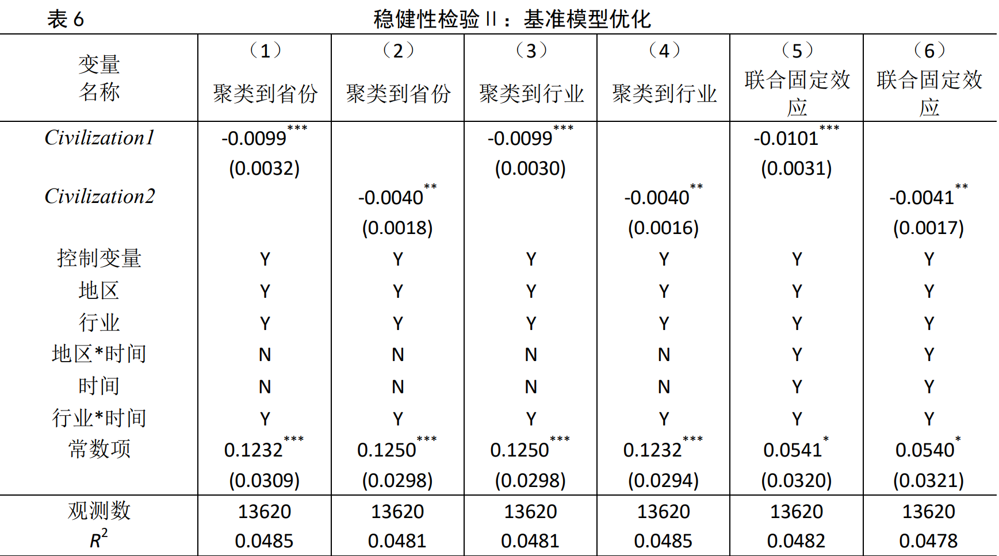 表 6 稳健性检验Ⅱ：基准模型优化
变量名称 （1） （2） （3） （4） （5） （6）
聚类到省份 聚类到省份 聚类到行业 聚类到行业 联合固定效应 联合固定效应
Civilization1 -0.0099*** -0.0099*** -0.0101***
(0.0032) (0.0030) (0.0031)
Civilization2 -0.0040** -0.0040** -0.0041**
(0.0018) (0.0016) (0.0017)
控制变量 Y Y Y Y Y Y
地区 Y Y Y Y Y Y
行业 Y Y Y Y Y Y
地区*时间 N N N N Y Y
时间 N N N N Y Y
行业*时间 Y Y Y Y Y Y
常数项 0.1232*** 0.1250*** 0.1250*** 0.1232*** 0.0541* 0.0540*
(0.0309) (0.0298) (0.0298) (0.0294) (0.0320) (0.0321)
观测数 13620 13620 13620 13620 13620 13620
R2 0.0485 0.0481 0.0481 0.0485 0.0482 0.0478